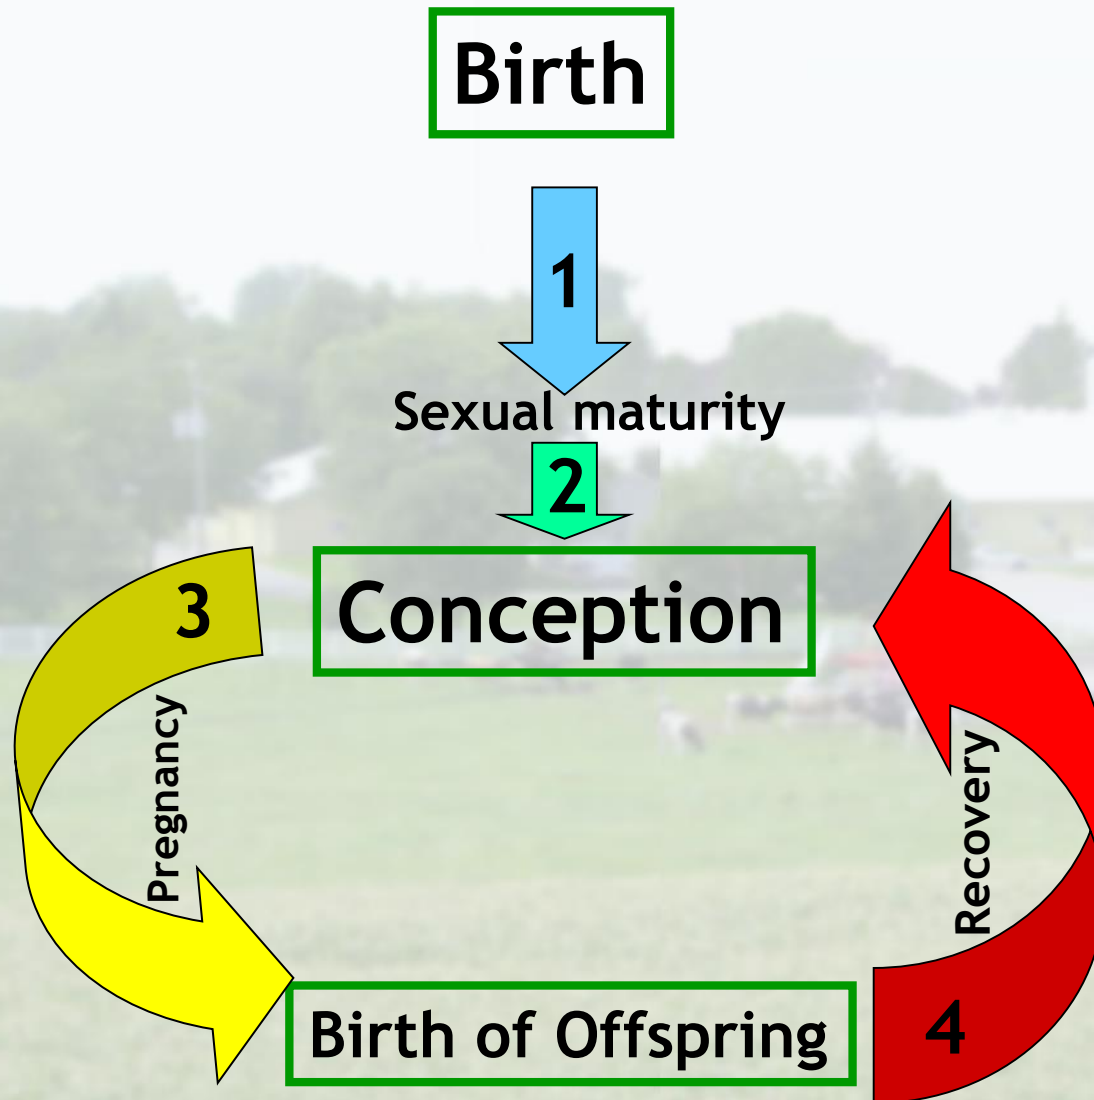 Birth
1
Sexual maturity
2
Conception
3
Pregnancy
Recovery
Birth of Offspring
4